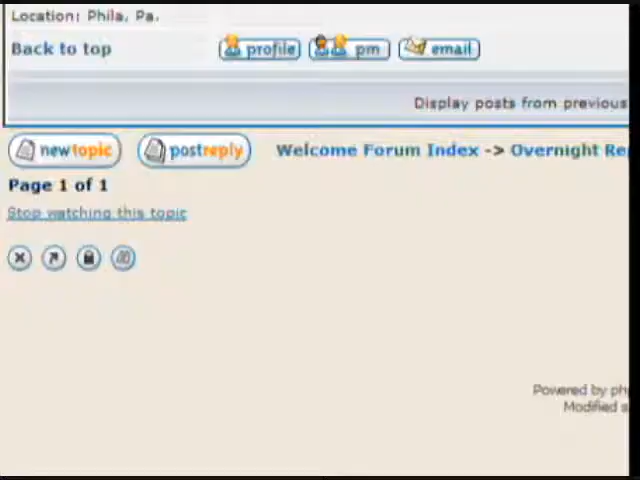 Location: Phila, Pa.
Back to top profile pm email
Display posts from previous
newtopic postreply Welcome Forum Index -> Overnight
Page 1 of 1
Stop watching this topic
Powered by
Modified